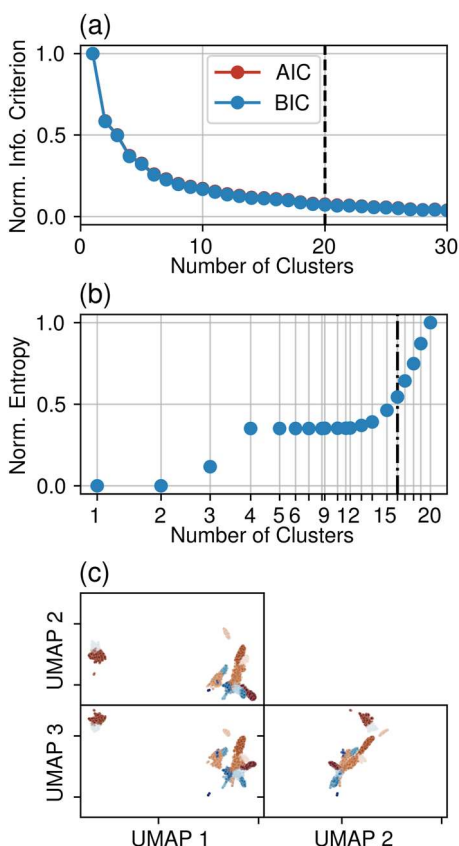 (a)
Norm. Info. Criterion
1.0
0.5
0.0
AIC
BIC
0 10 20 30
Number of Clusters
(b)
Norm. Entropy
1.0
0.5
0.0
1 2 3 4 5 6 9 12 15 20
Number of Clusters
(c)
UMAP 2
UMAP 3
UMAP 1 UMAP 2